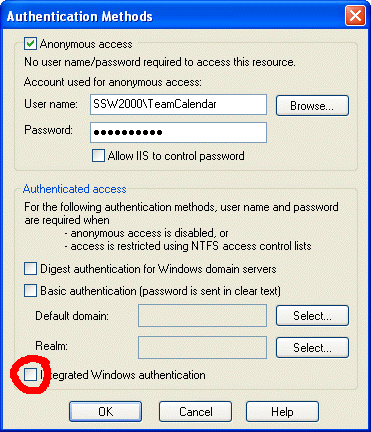 Authentication Methods
Anonymous access
No user name/password required to access this resource.
Account used for anonymous access:
User name: SSW2000\TeamCalendar Browse...
Password: ●●●●●●●●●●
Allow IIS to control password
Authenticated access
For the following authentication methods, user name and password
are required when
- anonymous access is disabled, or
- access is restricted using NTFS access control lists
Digest authentication for Windows domain servers
Basic authentication (password is sent in clear text)
Default domain: Select...
Realm: Select...
Integrated Windows authentication
OK Cancel Help